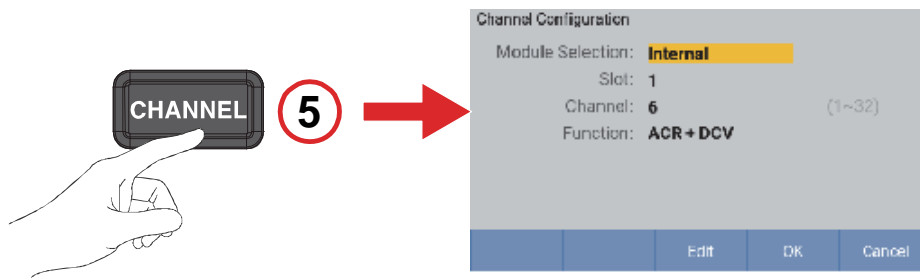 CHANNEL
5
Channel Configuration
Module Selection: Internal
Slot: 1
Channel: 6 (1~32)
Function: ACR + DCV
Edit OK Cancel